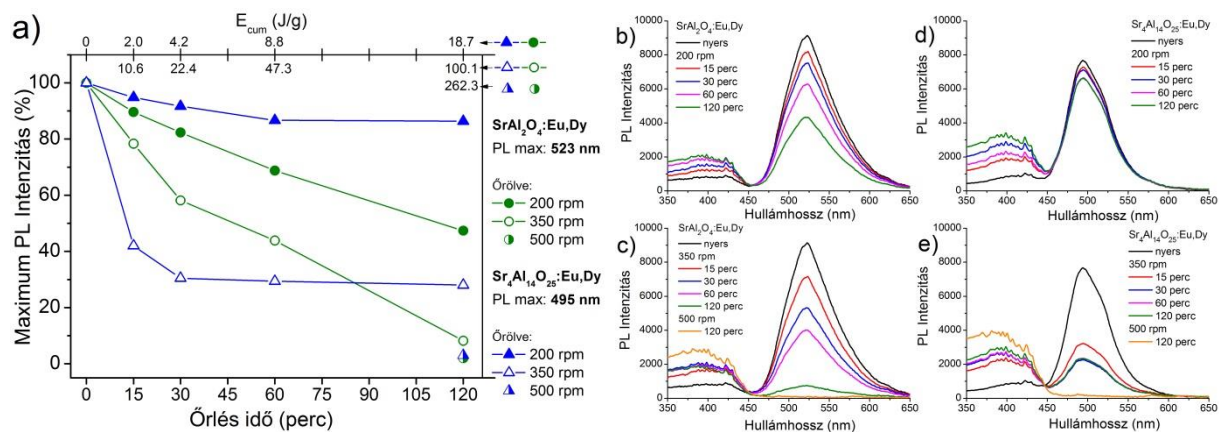 a)
E_cum (J/g)
0 2.0 4.2 8.8 18.7
10.6 22.4 47.3 100.1
262.3
Maximum PL Intenzitás (%)
100
80
60
40
20
0
0 15 30 45 60 75 90 105 120
Őrlés idő (perc)
SrAl₂O₄:Eu,Dy
PL max: 523 nm
Őrölve:
200 rpm
350 rpm
500 rpm
Sr₄Al₁₄O₂₅:Eu,Dy
PL max: 495 nm
Őrölve:
200 rpm
350 rpm
500 rpm
b)
PL Intenzitás
10000
8000
6000
4000
2000
0
SrAl₂O₄:Eu,Dy
nyers
200 rpm
15 perc
30 perc
60 perc
120 perc
350 400 450 500 550 600 650
Hullámhossz (nm)
d)
PL Intenzitás
10000
8000
6000
4000
2000
0
Sr₄Al₁₄O₂₅:Eu,Dy
nyers
200 rpm
15 perc
60 perc
30 perc
120 perc
350 400 450 500 550 600 650
Hullámhossz (nm)
c)
PL Intenzitás
10000
8000
6000
4000
2000
0
SrAl₂O₄:Eu,Dy
nyers
350 rpm
15 perc
30 perc
60 perc
120 perc
500 rpm
120 perc
350 400 450 500 550 600 650
Hullámhossz (nm)
e)
PL Intenzitás
10000
8000
6000
4000
2000
0
Sr₄Al₁₄O₂₅:Eu,Dy
nyers
350 rpm
15 perc
30 perc
60 perc
120 perc
500 rpm
120 perc
350 400 450 500 550 600 650
Hullámhossz (nm)